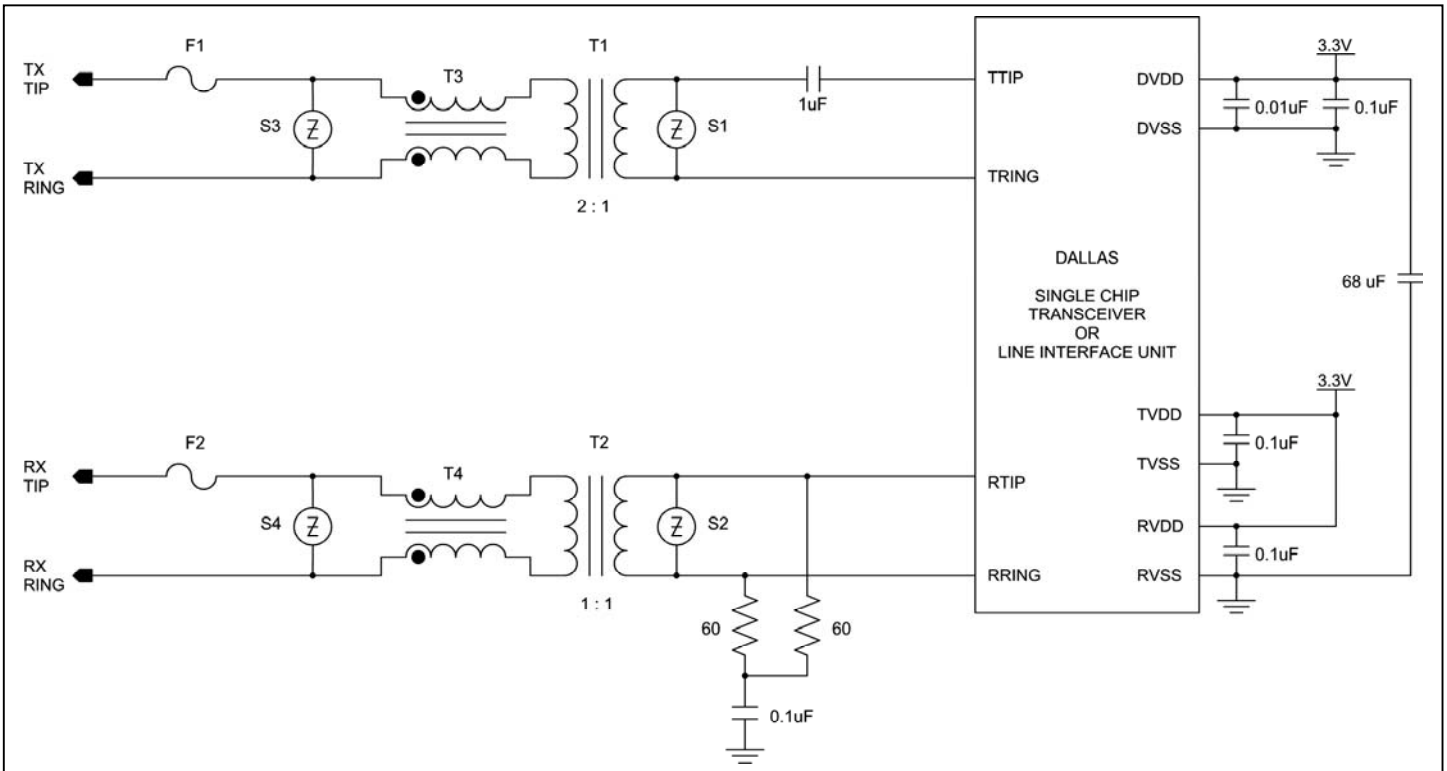 F1
T1
3.3V
TX
TIP
T3
TTIP
DVDD
1uF
0.01uF
0.1uF
S3
S1
DVSS
TX
RING
TRING
2 : 1
DALLAS
SINGLE CHIP
TRANSCEIVER
OR
LINE INTERFACE UNIT
68 uF
3.3V
TVDD
F2
T2
0.1uF
RX
TIP
T4
RTIP
TVSS
S4
S2
RVDD
0.1uF
RX
RING
RRING
RVSS
1 : 1
60
60
0.1uF